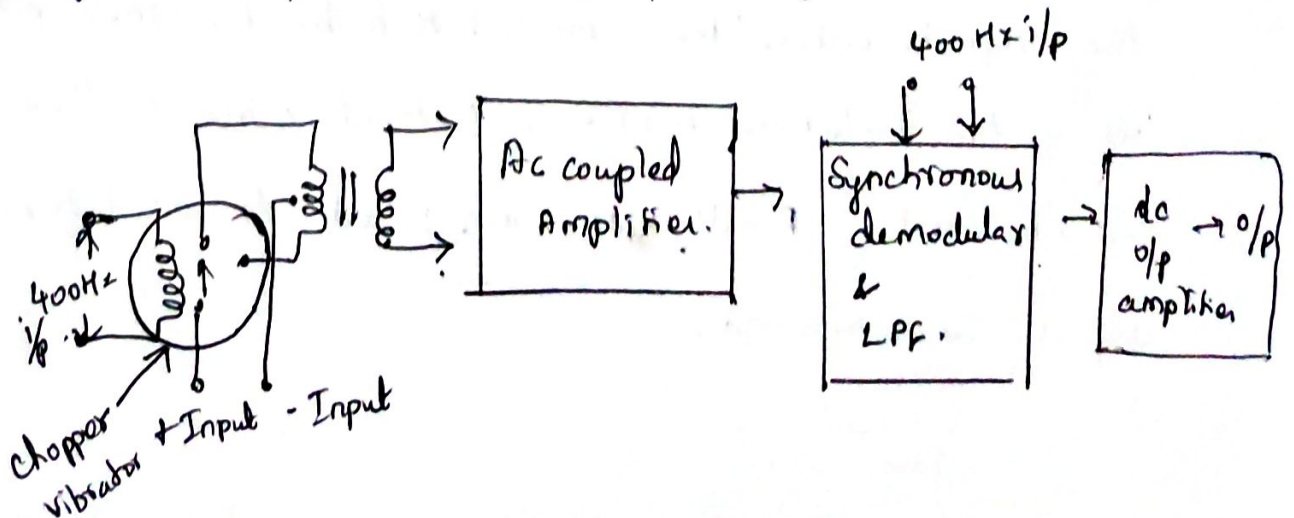 400Hz
i/p
chopper
vibrator
+Input
- Input
Ac coupled
Amplifier.
400 Hz i/p
Synchronous
demodular
&
LPF.
dc
o/p
amplifier
→ o/p